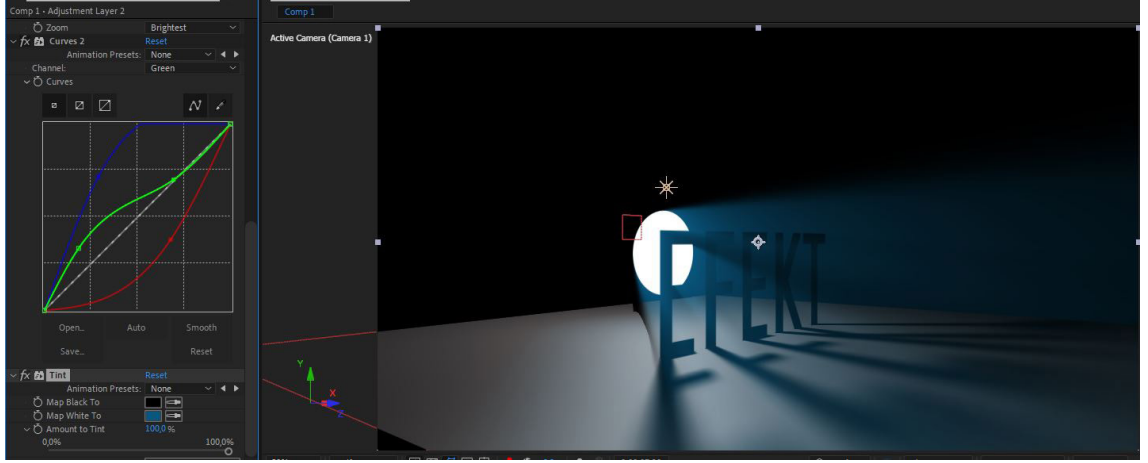 Comp 1 - Adjustment Layer 2
Zoom Brightest
fx Curves 2 Reset
Animation Presets: None
Channel: Green
Curves
Open... Auto Smooth
Save... Reset
fx Tint Reset
Animation Presets: None
Map Black To
Map White To
Amount to Tint 100,0 %
0,0% 100,0%
Comp 1
Active Camera (Camera 1)
EFEKT
Y
X
Z